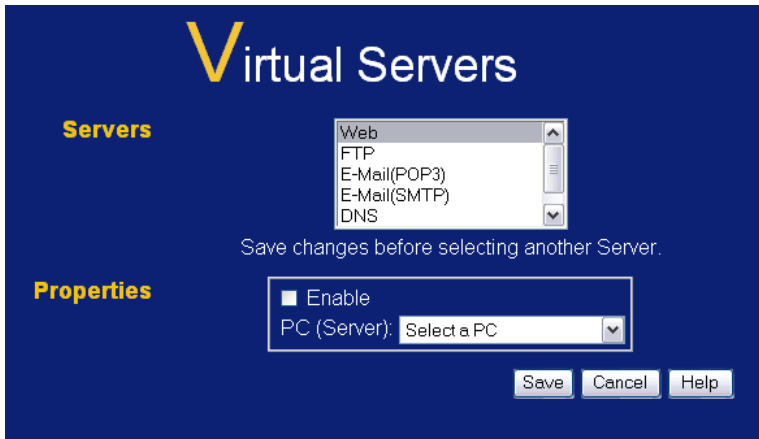 Virtual Servers
Servers
Web
FTP
E-Mail(POP3)
E-Mail(SMTP)
DNS
Save changes before selecting another Server.
Properties
Enable
PC (Server): Select a PC
Save Cancel Help